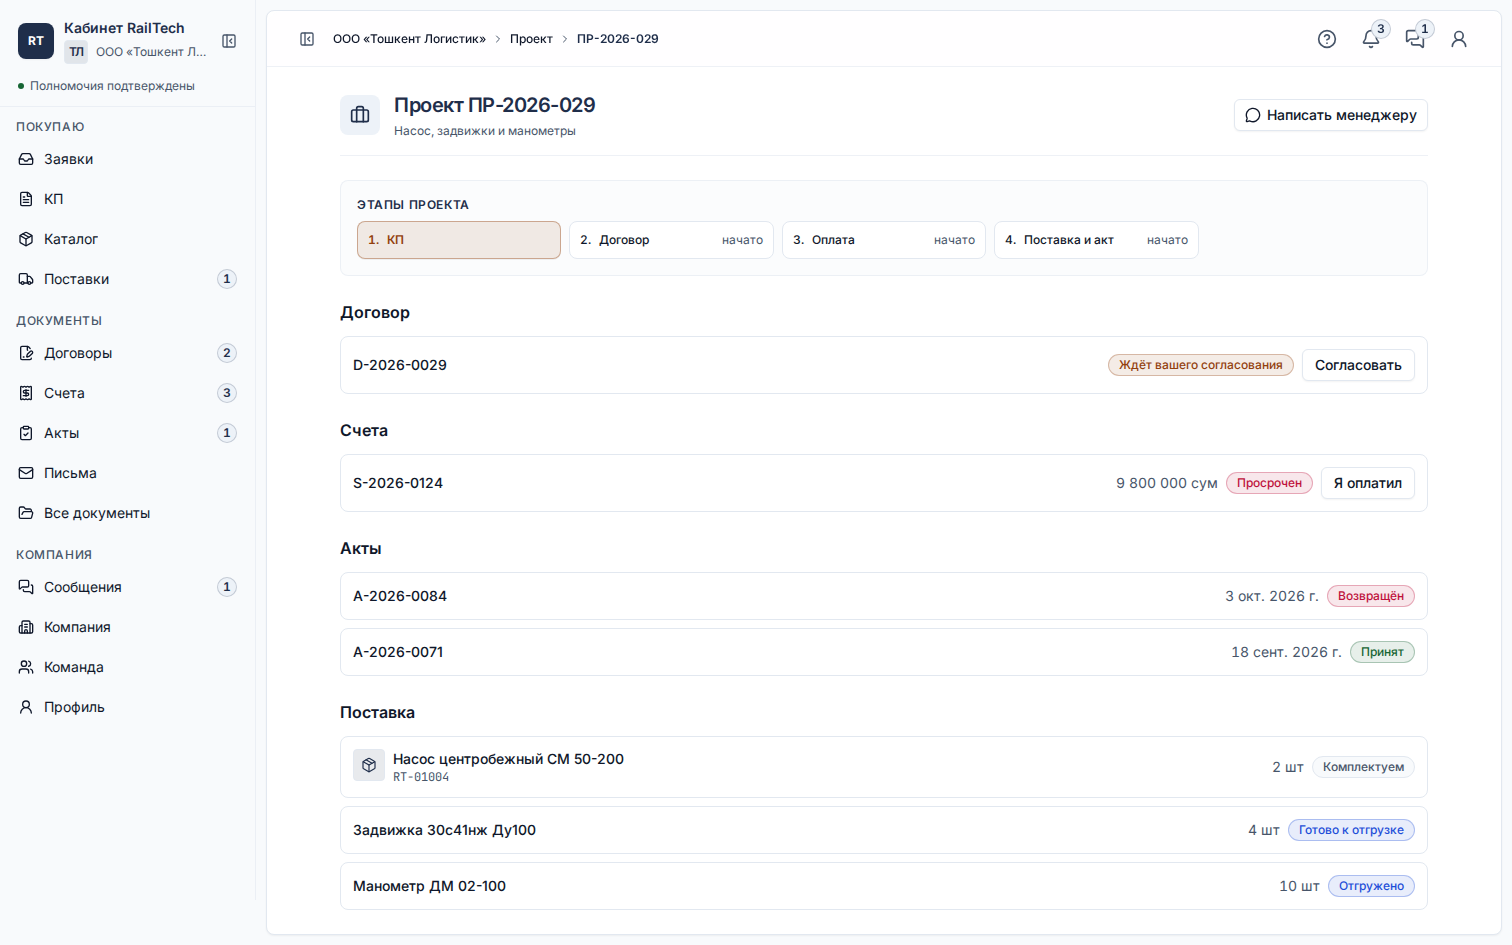 RT
Кабинет RailTech
ТЛ ООО «Тошкент Л...
Полномочия подтверждены
ПОКУПАЮ
Заявки
КП
Каталог
Поставки 1
ДОКУМЕНТЫ
Договоры 2
Счета 3
Акты 1
Письма
Все документы
КОМПАНИЯ
Сообщения 1
Компания
Команда
Профиль
ООО «Тошкент Логистик» > Проект > ПР-2026-029
3
1
Проект ПР-2026-029
Насос, задвижки и манометры
Написать менеджеру
ЭТАПЫ ПРОЕКТА
1. КП
2. Договор начато
3. Оплата начато
4. Поставка и акт начато
Договор
D-2026-0029 Ждёт вашего согласования Согласовать
Счета
S-2026-0124 9 800 000 сум Просрочен Я оплатил
Акты
A-2026-0084 3 окт. 2026 г. Возвращён
A-2026-0071 18 сент. 2026 г. Принят
Поставка
Насос центробежный СМ 50-200
RT-01004
2 шт Комплектуем
Задвижка 30с41нж Ду100 4 шт Готово к отгрузке
Манометр ДМ 02-100 10 шт Отгружено